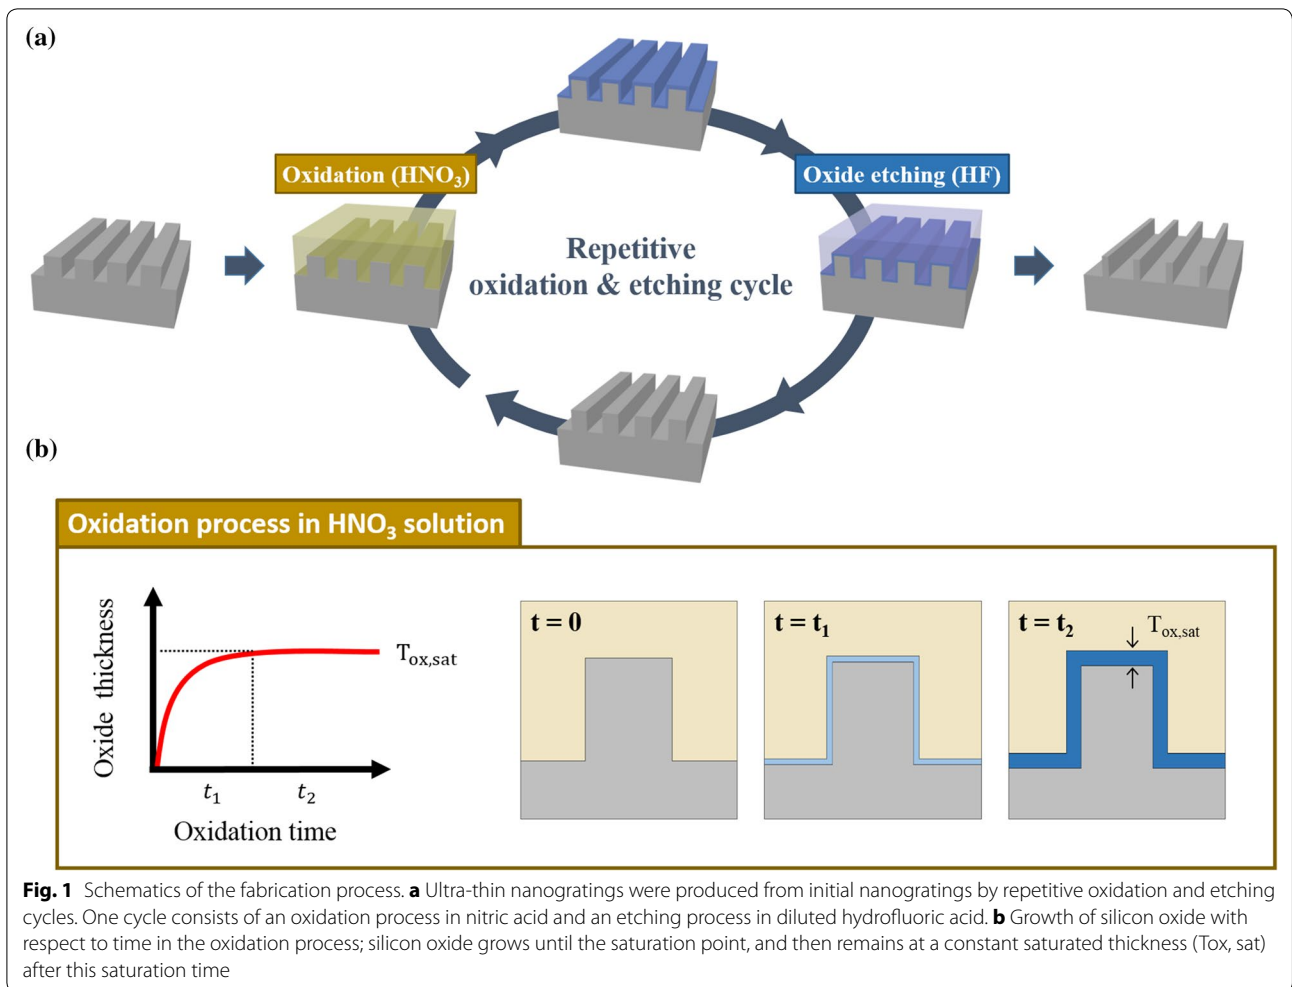 (a)
Oxidation (HNO₃)
Oxide etching (HF)
Repetitive
oxidation & etching cycle
(b)
Oxidation process in HNO₃ solution
Oxide thickness
T_ox,sat
t₁
t₂
Oxidation time
t = 0
t = t₁
t = t₂
T_ox,sat
Fig. 1 Schematics of the fabrication process. a Ultra-thin nanogratings were produced from initial nanogratings by repetitive oxidation and etching
cycles. One cycle consists of an oxidation process in nitric acid and an etching process in diluted hydrofluoric acid. b Growth of silicon oxide with
respect to time in the oxidation process; silicon oxide grows until the saturation point, and then remains at a constant saturated thickness (Tox, sat)
after this saturation time